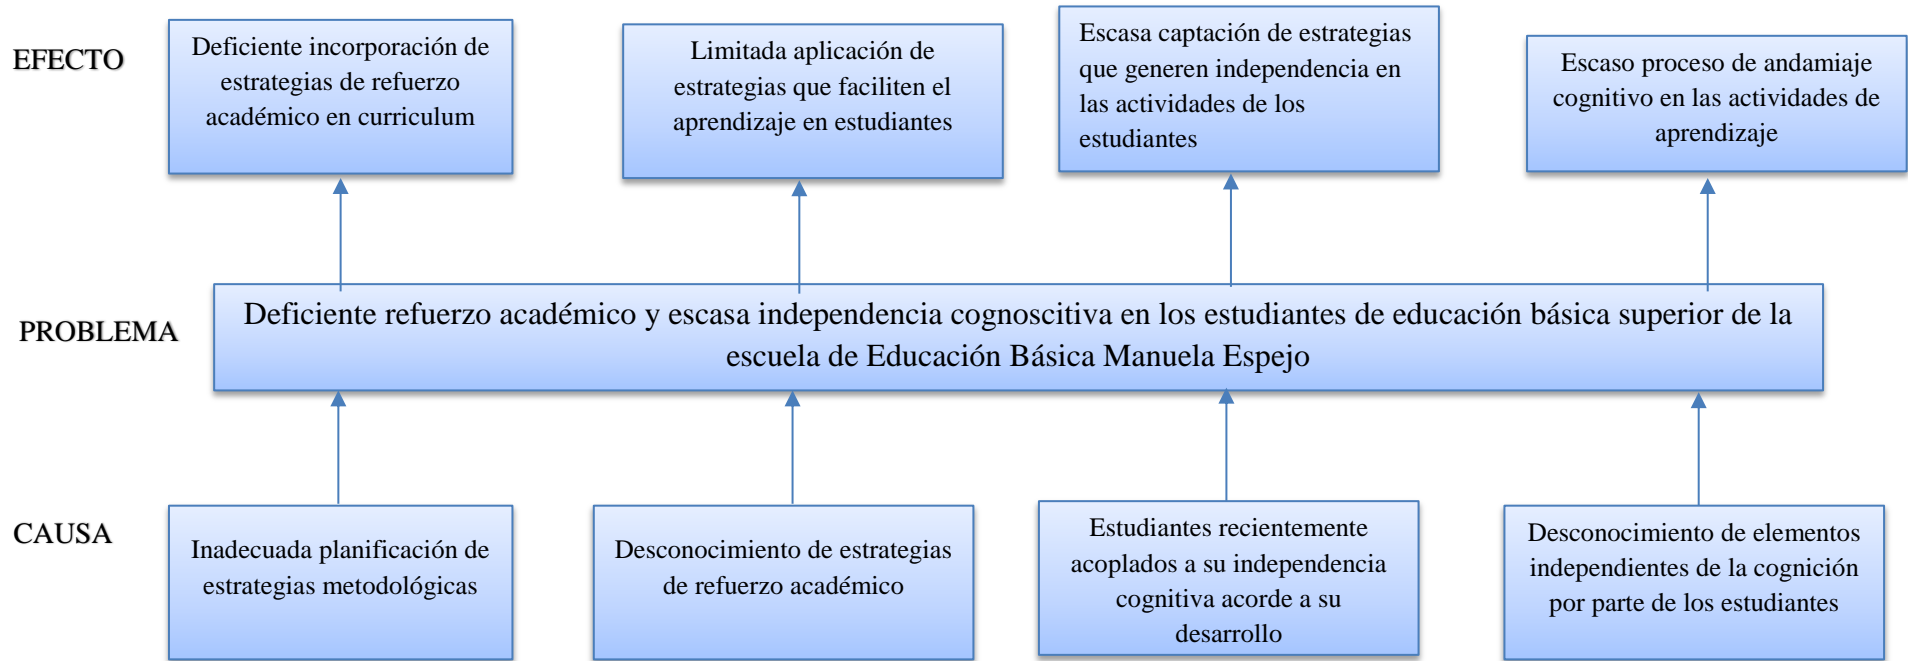 EFECTO
Deficiente incorporación de
estrategias de refuerzo
académico en curriculum
Limitada aplicación de
estrategias que faciliten el
aprendizaje en estudiantes
Escasa captación de estrategias
que generen independencia en
las actividades de los
estudiantes
Escaso proceso de andamiaje
cognitivo en las actividades de
aprendizaje
PROBLEMA
Deficiente refuerzo académico y escasa independencia cognoscitiva en los estudiantes de educación básica superior de la
escuela de Educación Básica Manuela Espejo
CAUSA
Inadecuada planificación de
estrategias metodológicas
Desconocimiento de estrategias
de refuerzo académico
Estudiantes recientemente
acoplados a su independencia
cognitiva acorde a su
desarrollo
Desconocimiento de elementos
independientes de la cognición
por parte de los estudiantes